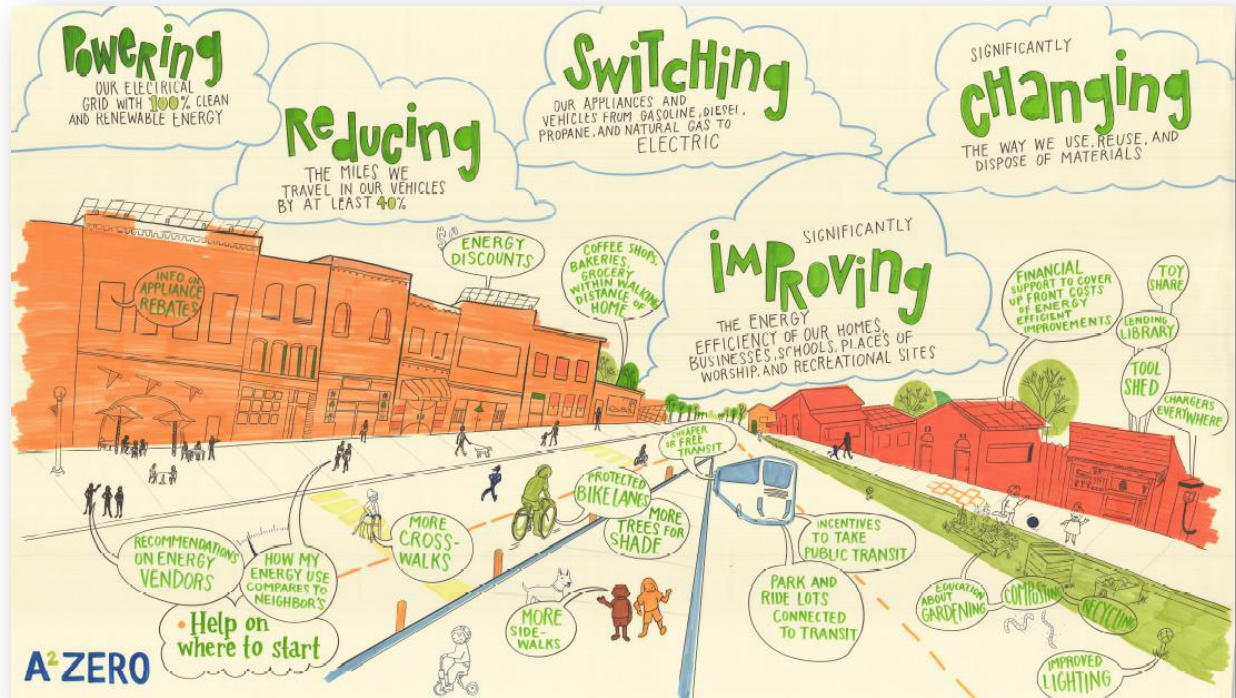 POWERING
OUR ELECTRICAL
GRID WITH 100% CLEAN
AND RENEWABLE ENERGY
REDUCING
THE MILES WE
TRAVEL IN OUR VEHICLES
BY AT LEAST 40%
SWITCHING
OUR APPLIANCES AND
VEHICLES FROM GASOLINE, DIESEL,
PROPANE, AND NATURAL GAS TO
ELECTRIC
SIGNIFICANTLY
CHANGING
THE WAY WE USE, REUSE, AND
DISPOSE OF MATERIALS
SIGNIFICANTLY
IMPROVING
THE ENERGY
EFFICIENCY OF OUR HOMES,
BUSINESSES, SCHOOLS, PLACES OF
WORSHIP, AND RECREATIONAL SITES
INFO ON
APPLIANCE
REBATES
ENERGY
DISCOUNTS
COFFEE SHOPS,
BAKERIES,
GROCERY
WITHIN WALKING
DISTANCE OF
HOME
FINANCIAL
SUPPORT TO COVER
UP FRONT COSTS
OF ENERGY
EFFICIENT
IMPROVEMENTS
TOY
SHARE
LENDING
LIBRARY
TOOL
SHED
CHARGERS
EVERYWHERE
CHEAPER
OR FREE
TRANSIT
PROTECTED
BIKE LANES
MORE
TREES FOR
SHADE
MORE
CROSS-
WALKS
RECOMMENDATIONS
ON ENERGY
VENDORS
HOW MY
ENERGY USE
COMPARES TO
NEIGHBOR'S
• Help on
where to start
MORE
SIDE-
WALKS
INCENTIVES
TO TAKE
PUBLIC TRANSIT
PARK AND
RIDE LOTS
CONNECTED
TO TRANSIT
EDUCATION
ABOUT
GARDENING
COMPOSTING
RECYCLING
IMPROVED
LIGHTING
A²ZERO